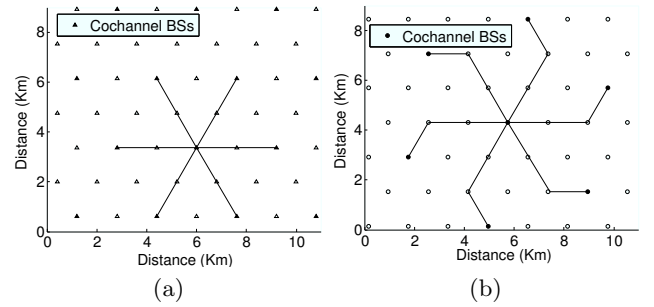 Cochannel BSs
8
6
4
2
0
Distance (Km)
0 2 4 6 8 10
Distance (Km)
(a)
Cochannel BSs
8
6
4
2
0
Distance (Km)
0 2 4 6 8 10
Distance (Km)
(b)